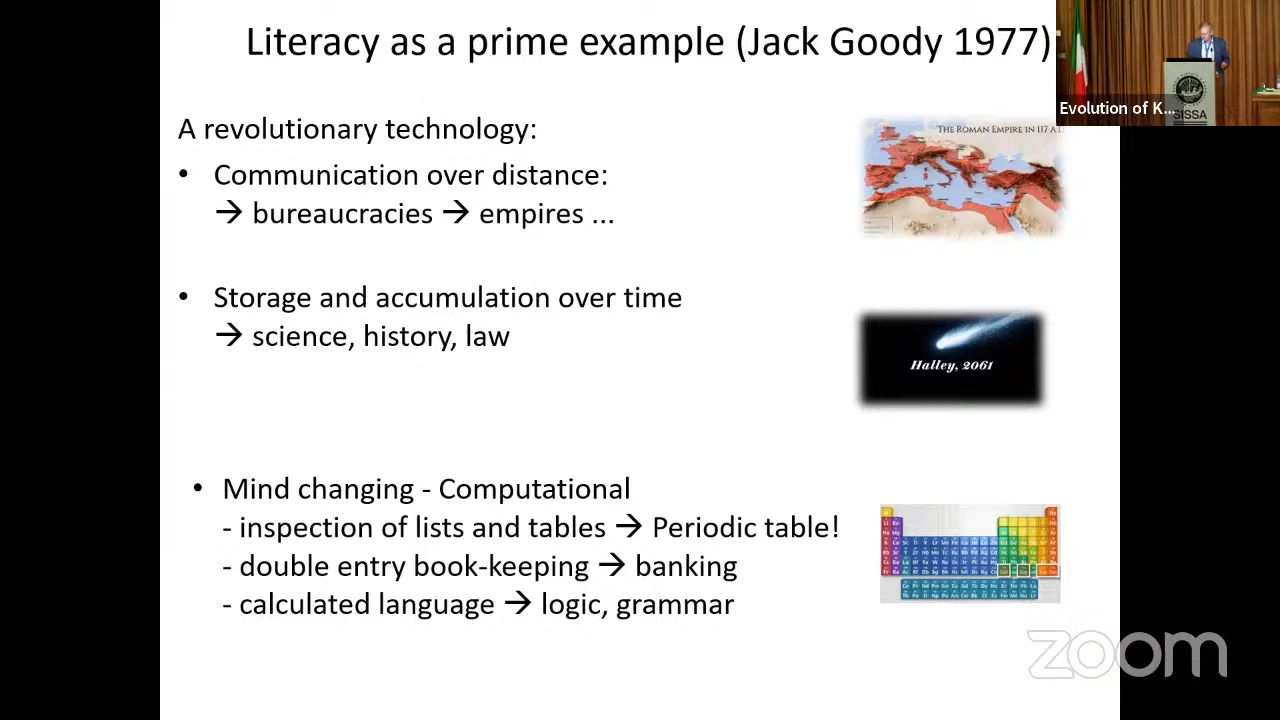 Literacy as a prime example (Jack Goody 1977)
Evolution of K...
SISSA
A revolutionary technology:
• Communication over distance:
→ bureaucracies → empires ...
THE ROMAN EMPIRE IN 117 A.D
• Storage and accumulation over time
→ science, history, law
Halley, 2061
• Mind changing - Computational
- inspection of lists and tables → Periodic table!
- double entry book-keeping → banking
- calculated language → logic, grammar
zoom